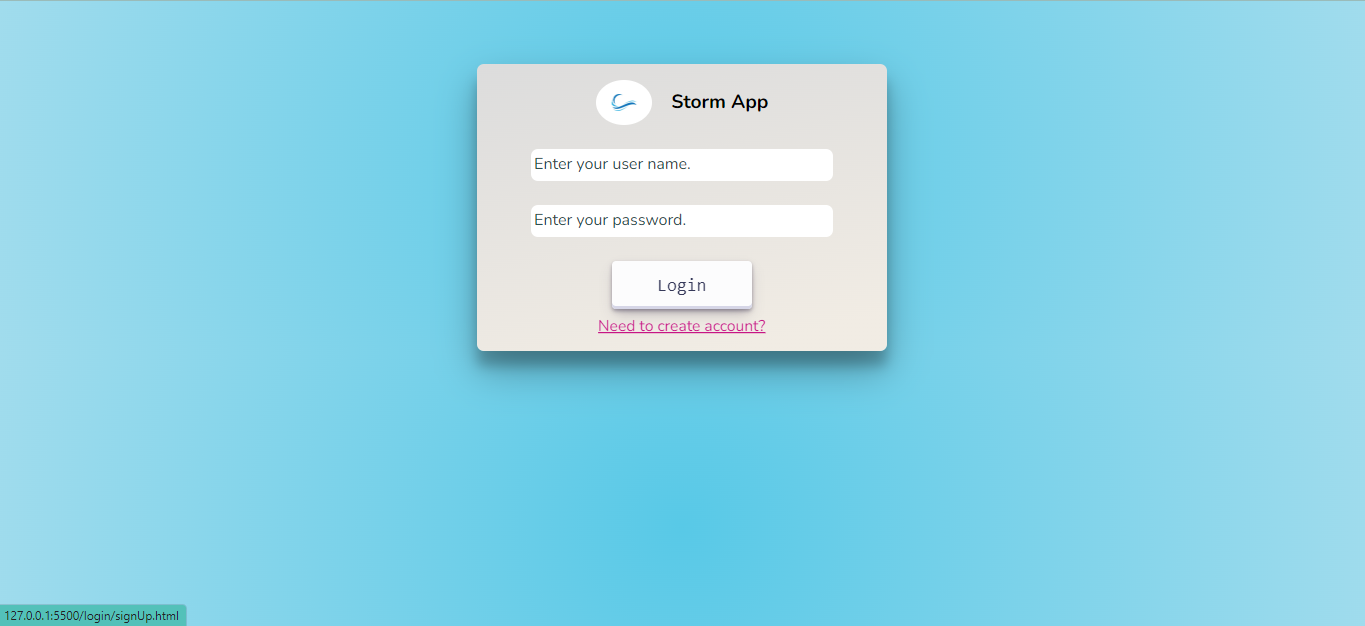 Storm App
Enter your user name.
Enter your password.
Login
Need to create account?
127.0.0.1:5500/login/signUp.html